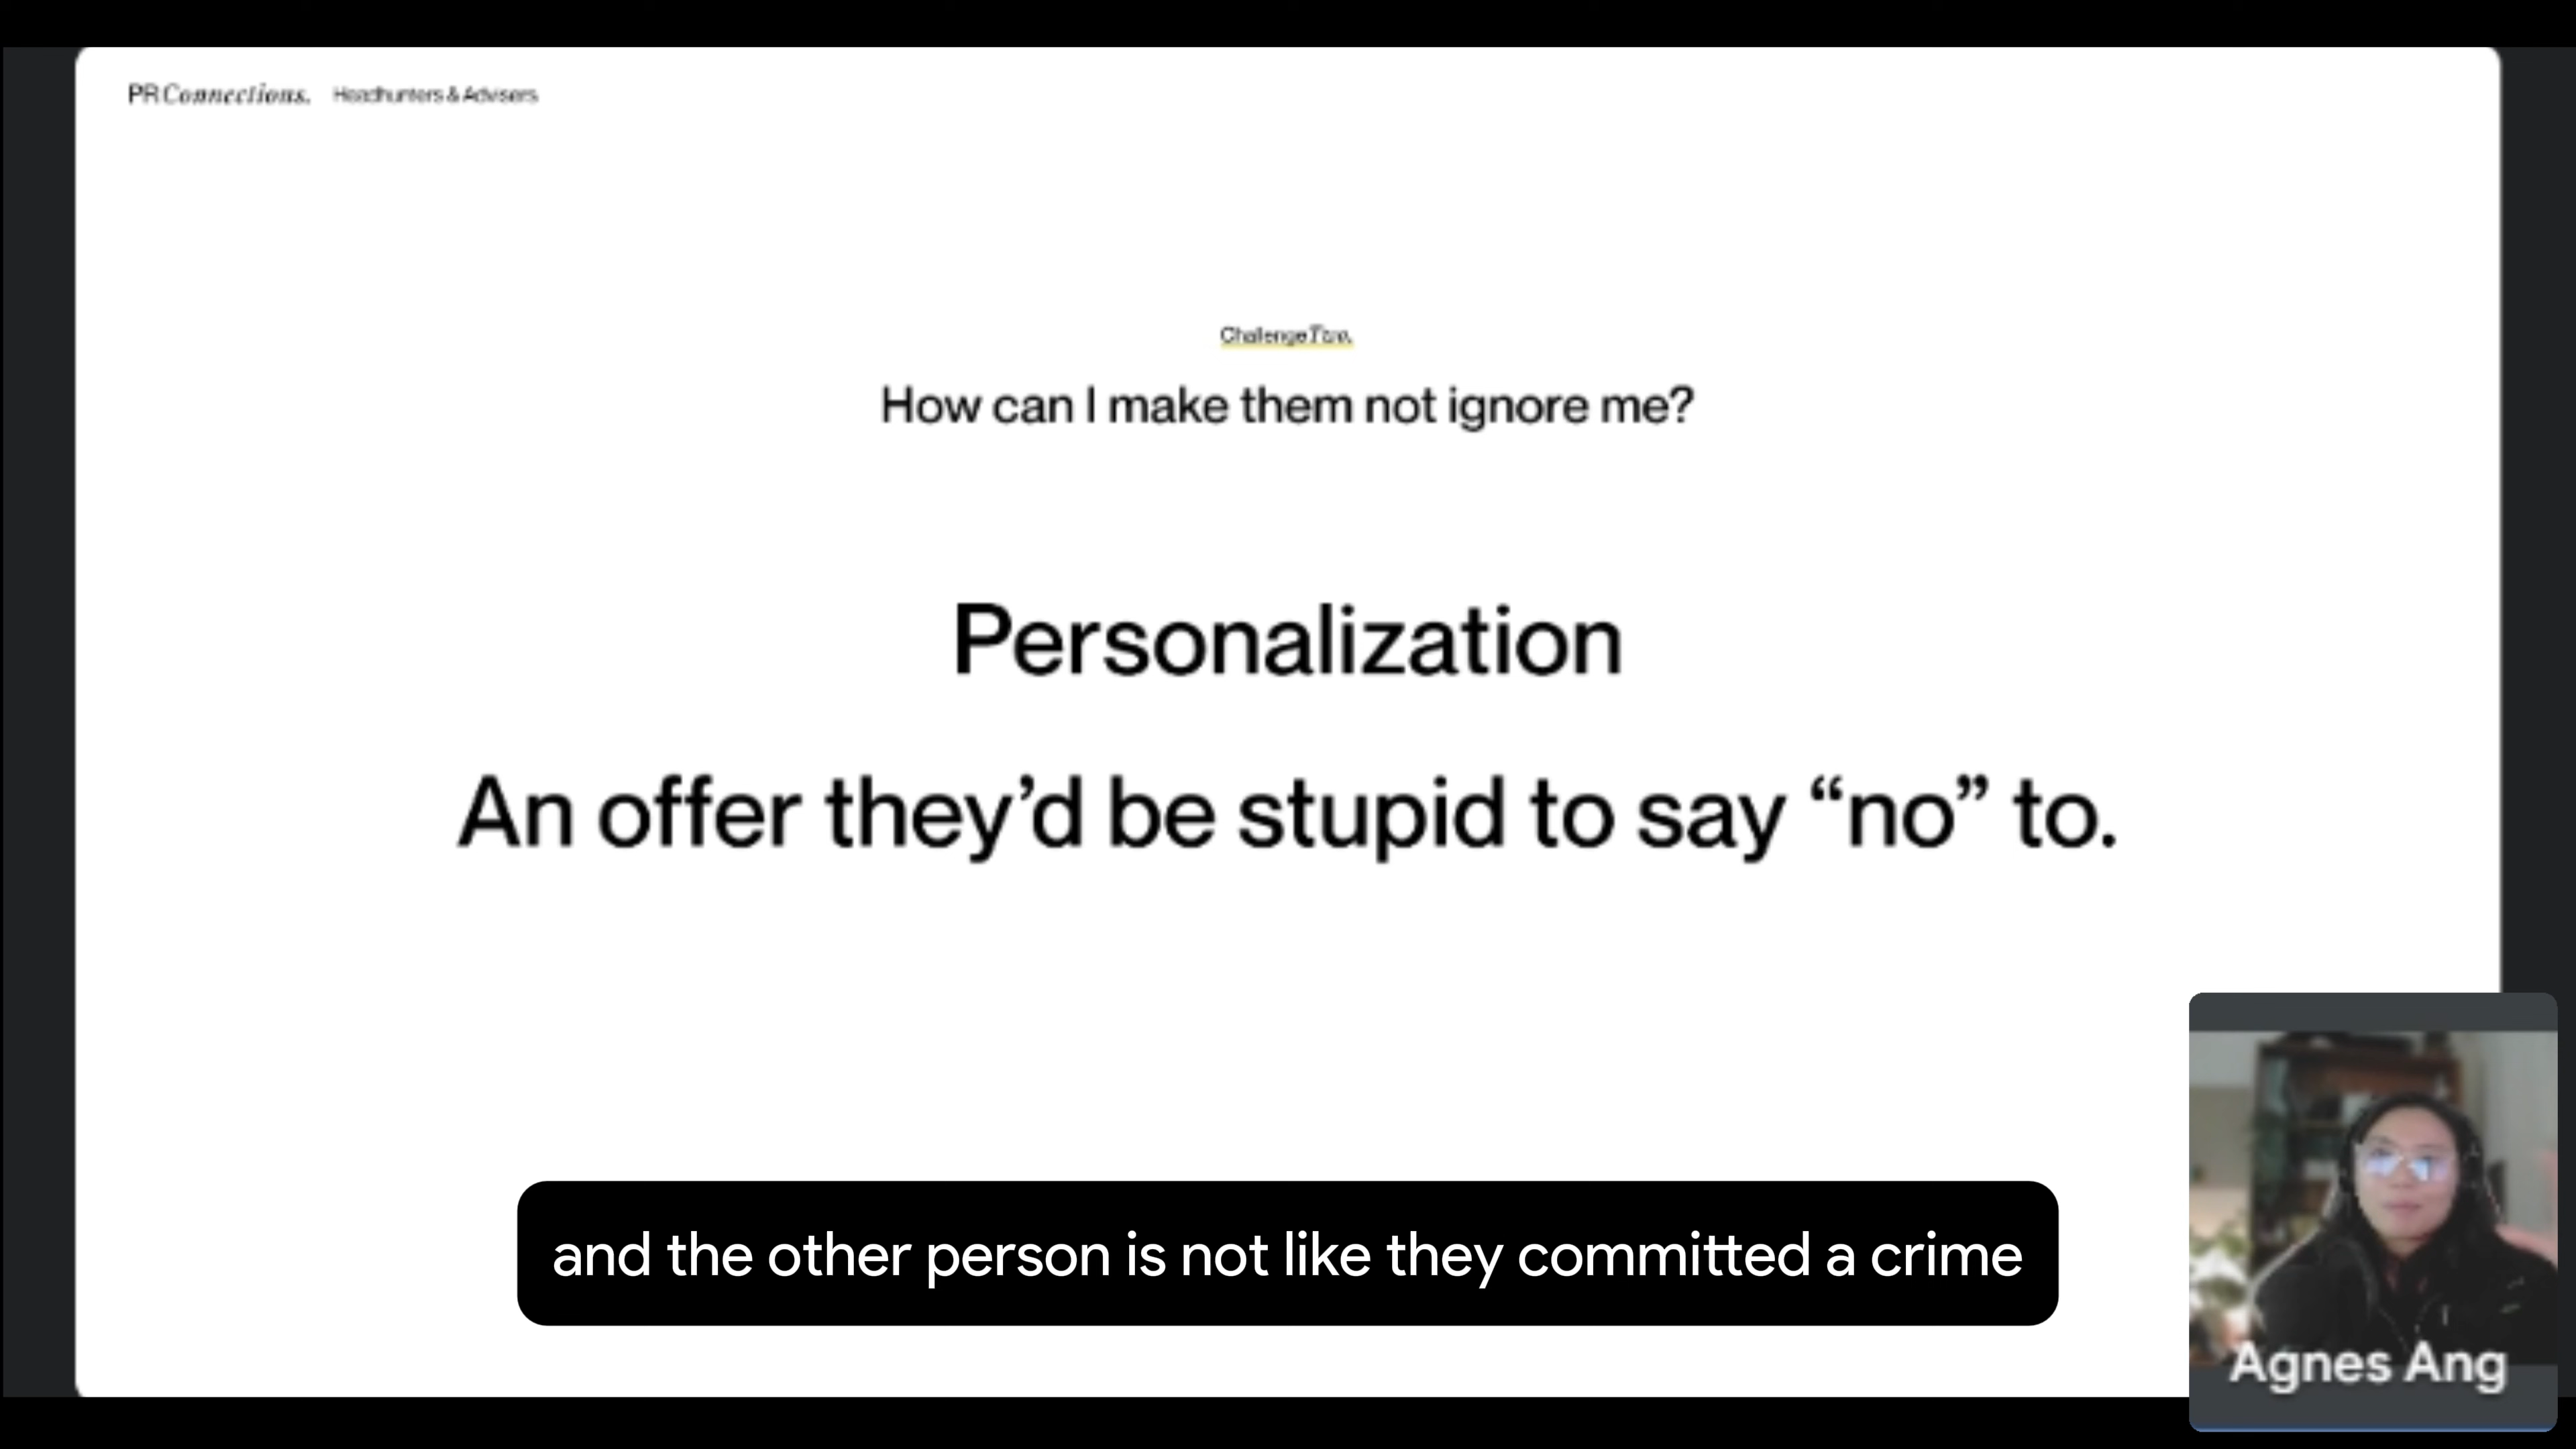 PR Connections. Headhunters & Advisers
Challenge Two.
How can I make them not ignore me?
Personalization
An offer they’d be stupid to say “no” to.
and the other person is not like they committed a crime
Agnes Ang